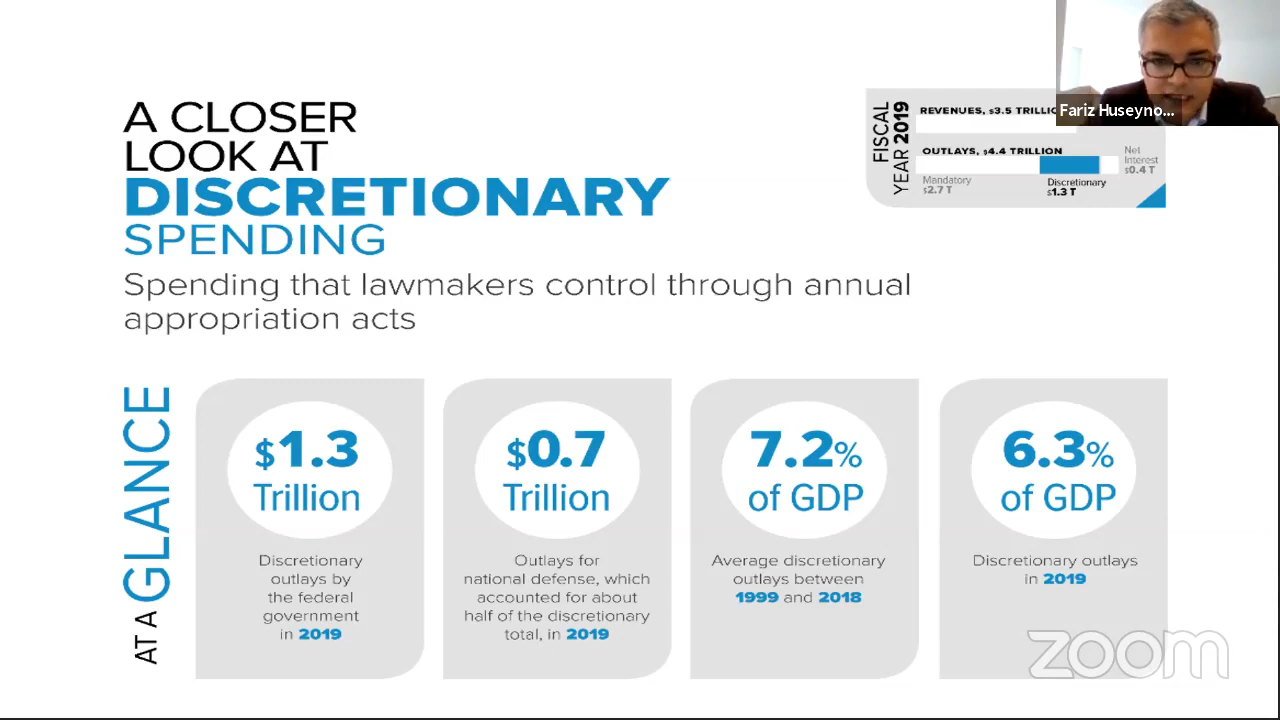 A CLOSER
LOOK AT
DISCRETIONARY
SPENDING
Spending that lawmakers control through annual
appropriation acts
FISCAL
YEAR 2019
REVENUES, $3.5 TRILLIO
OUTLAYS, $4.4 TRILLION
Mandatory
$2.7 T
Discretionary
$1.3 T
Net
Interest
$0.4 T
Fariz Huseyno...
AT A GLANCE
$1.3
Trillion
Discretionary
outlays by
the federal
government
in 2019
$0.7
Trillion
Outlays for
national defense, which
accounted for about
half of the discretionary
total, in 2019
7.2%
of GDP
Average discretionary
outlays between
1999 and 2018
6.3%
of GDP
Discretionary outlays
in 2019
zoom